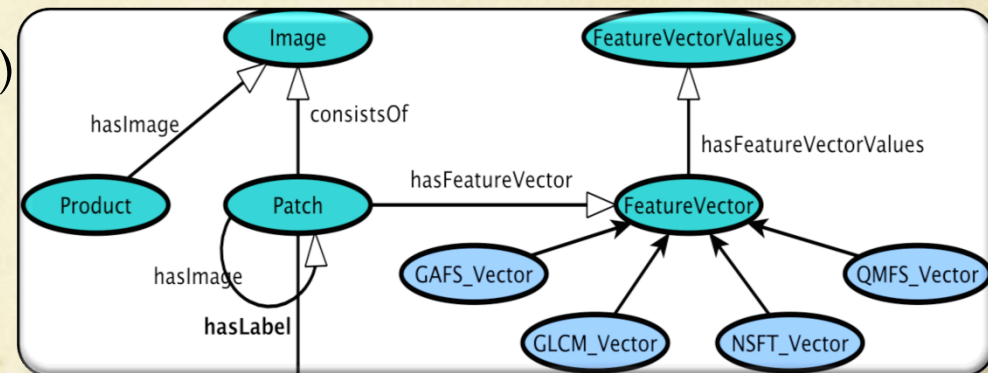 )
Image
FeatureVectorValues
hasImage
consistsOf
hasFeatureVectorValues
hasFeatureVector
Product
Patch
FeatureVector
hasImage
GAFS_Vector
QMFS_Vector
hasLabel
GLCM_Vector
NSFT_Vector